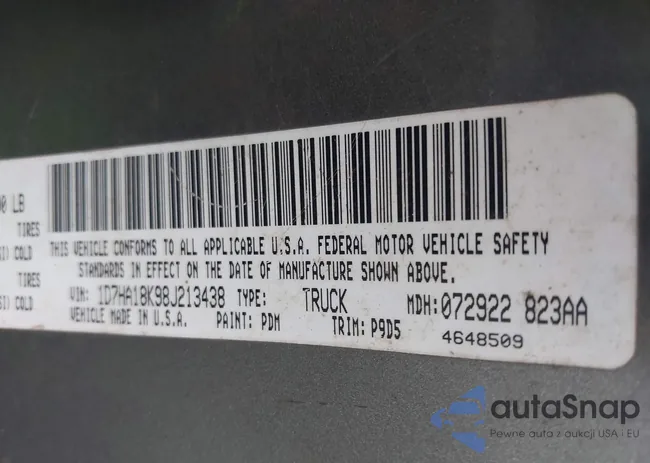 0 LB
TIRES
SI) COLD
TIRES
SI) COLD
THIS VEHICLE CONFORMS TO ALL APPLICABLE U.S.A. FEDERAL MOTOR VEHICLE SAFETY
STANDARDS IN EFFECT ON THE DATE OF MANUFACTURE SHOWN ABOVE.
VIN: 1D7HA18K98J213438 TYPE: TRUCK MDH: 072922 823AA
VEHICLE MADE IN U.S.A. PAINT: PDM TRIM: P9D5 4648509
autaSnap
Pewne auta z aukcji USA i EU